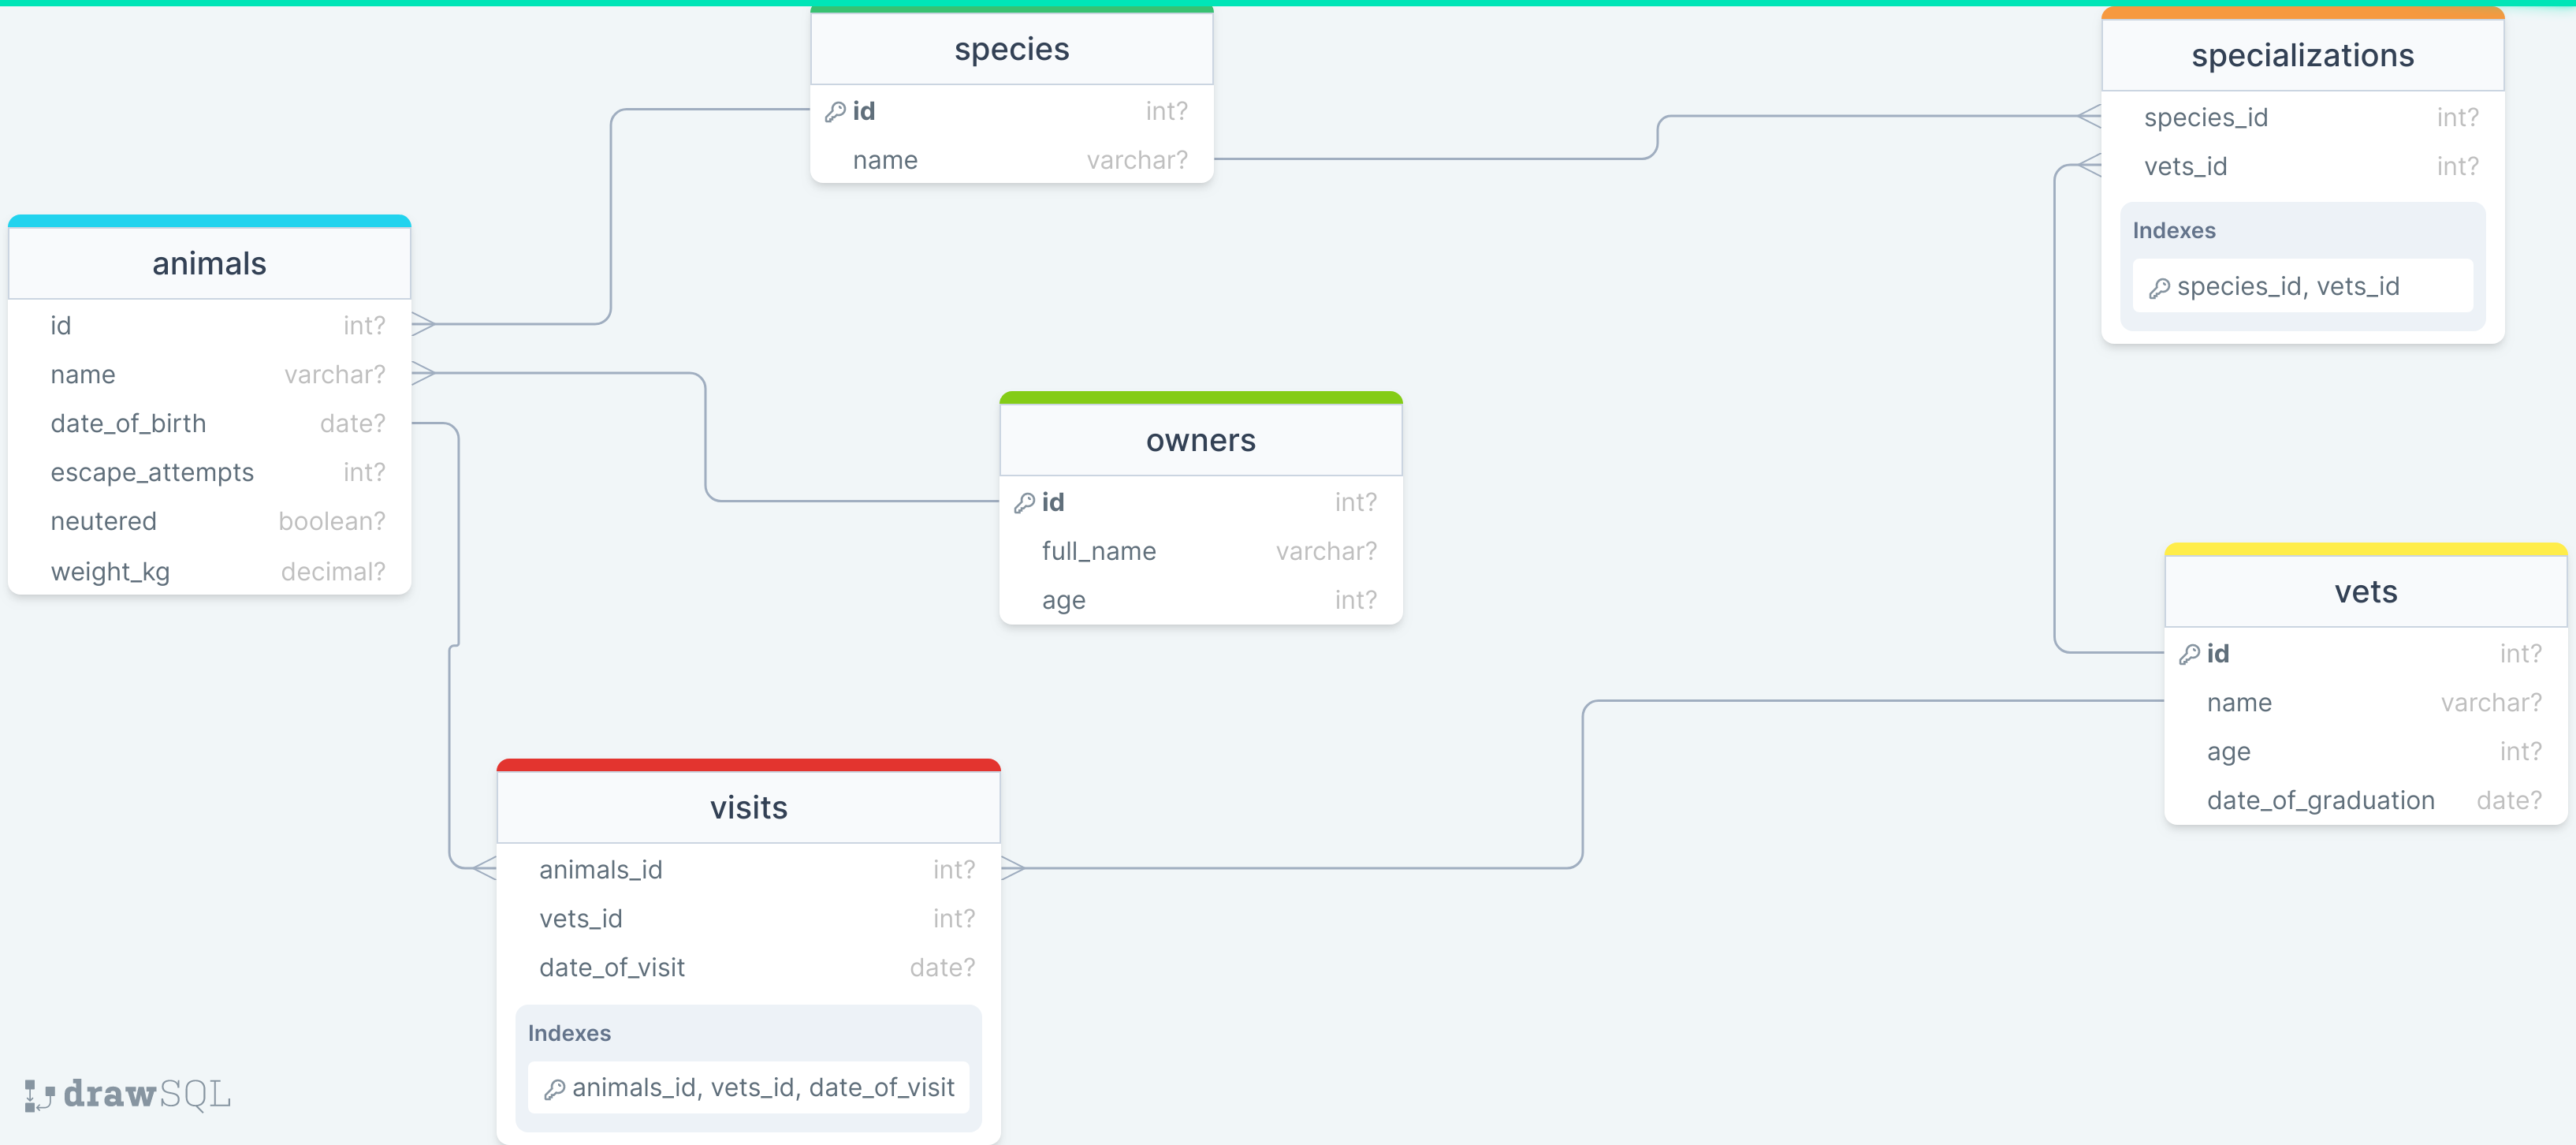 species
id int?
name varchar?
specializations
species_id int?
vets_id int?
Indexes
species_id, vets_id
animals
id int?
name varchar?
date_of_birth date?
escape_attempts int?
neutered boolean?
weight_kg decimal?
owners
id int?
full_name varchar?
age int?
vets
id int?
name varchar?
age int?
date_of_graduation date?
visits
animals_id int?
vets_id int?
date_of_visit date?
Indexes
animals_id, vets_id, date_of_visit
drawSQL